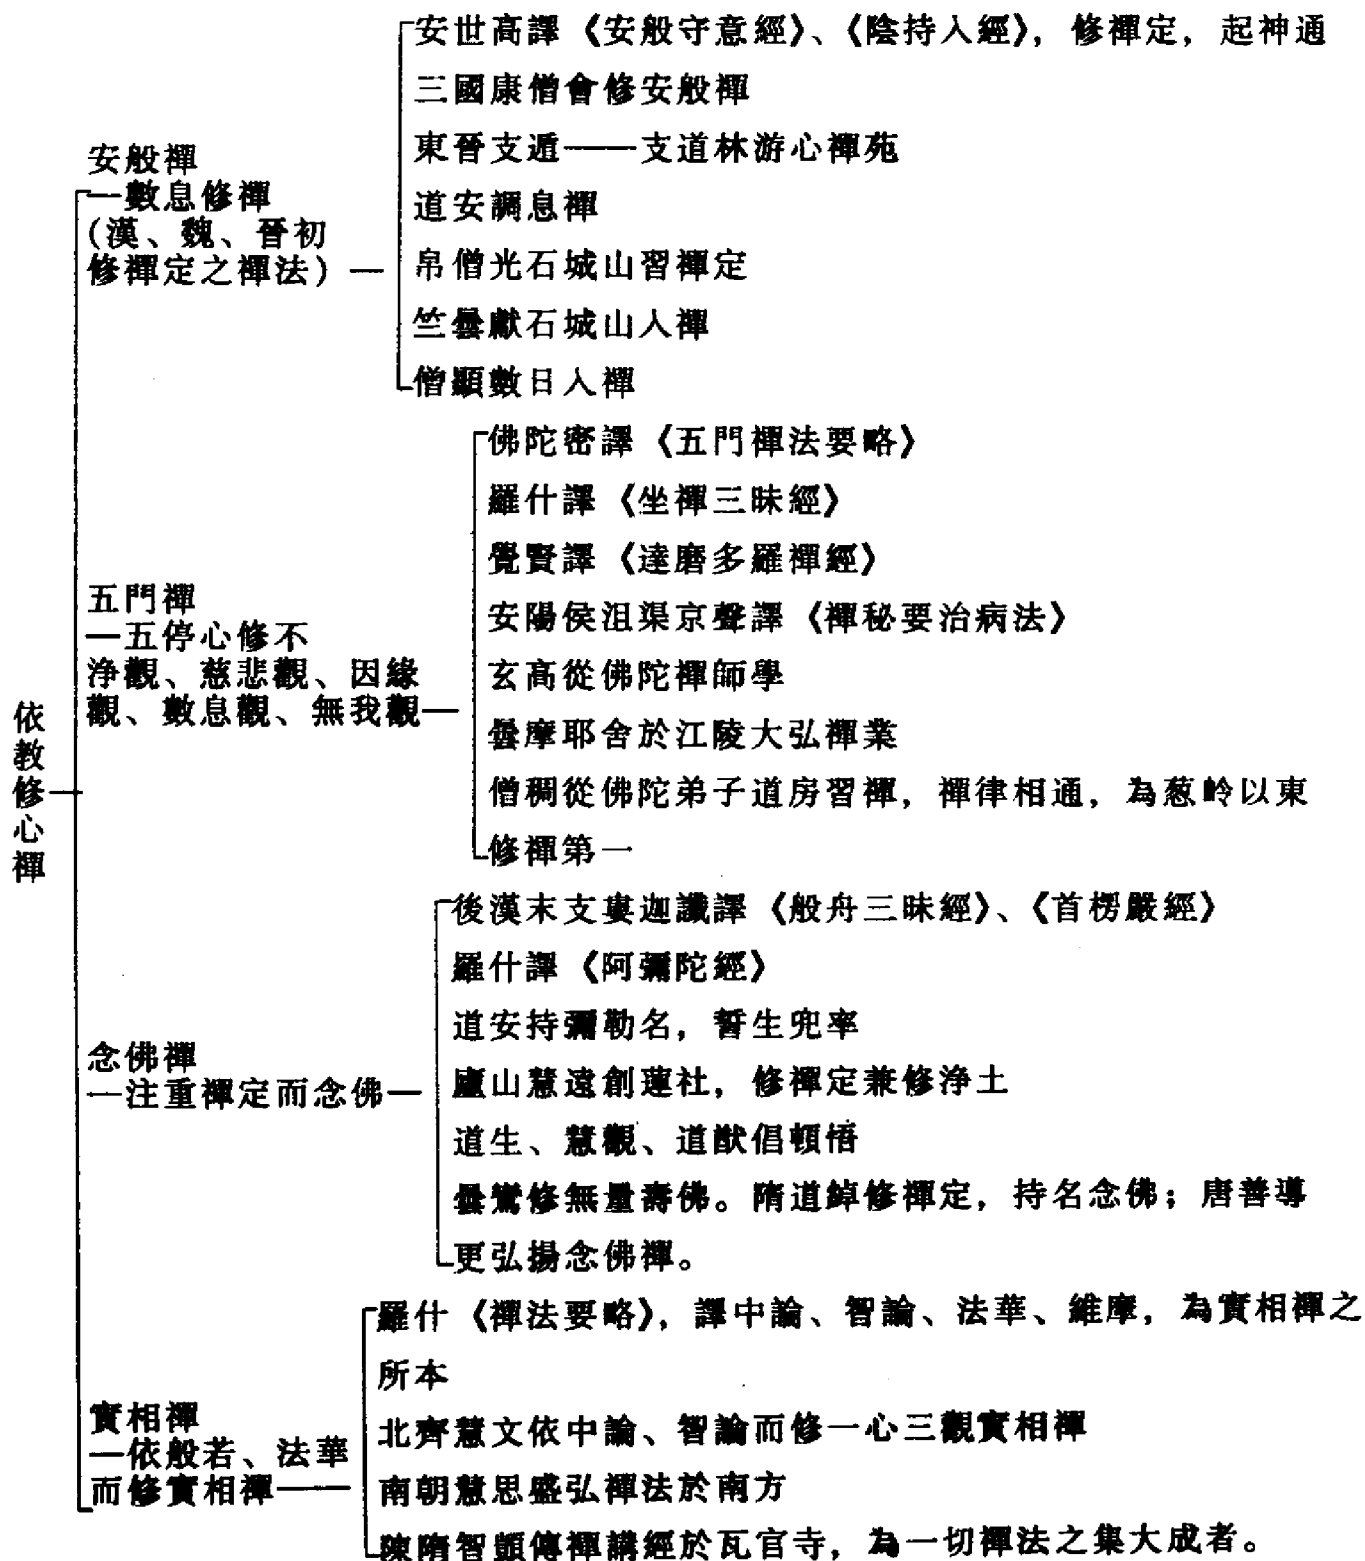 依教修心禪
安般禪
—數息修禪
(漢、魏、晉初
修禪定之禪法)—
安世高譯《安般守意經》、《陰持入經》，修禪定，起神通
三國康僧會修安般禪
東晉支遁——支道林游心禪苑
道安調息禪
帛僧光石城山習禪定
竺曇獻石城山人禪
僧顯數日人禪
五門禪
—五停心修不
淨觀、慈悲觀、因緣
觀、數息觀、無我觀—
佛陀密譯《五門禪法要略》
羅什譯《坐禪三昧經》
覺賢譯《達磨多羅禪經》
安陽侯沮渠京聲譯《禪秘要治病法》
玄高從佛陀禪師學
曇摩耶舍於江陵大弘禪業
僧稠從佛陀弟子道房習禪，禪律相通，為葱岭以東
修禪第一
念佛禪
—注重禪定而念佛—
後漢末支婁迦讖譯《般舟三昧經》、《首楞嚴經》
羅什譯《阿彌陀經》
道安持彌勒名，誓生兜率
廬山慧遠創蓮社，修禪定兼修淨土
道生、慧觀、道猷倡頓悟
曇鸞修無量壽佛。隋道綽修禪定，持名念佛；唐善導
更弘揚念佛禪。
實相禪
—依般若、法華
而修實相禪——
羅什《禪法要略》，譯中論、智論、法華、維摩，為實相禪之
所本
北齊慧文依中論、智論而修一心三觀實相禪
南朝慧思盛弘禪法於南方
陳隋智顗傳禪講經於瓦官寺，為一切禪法之集大成者。